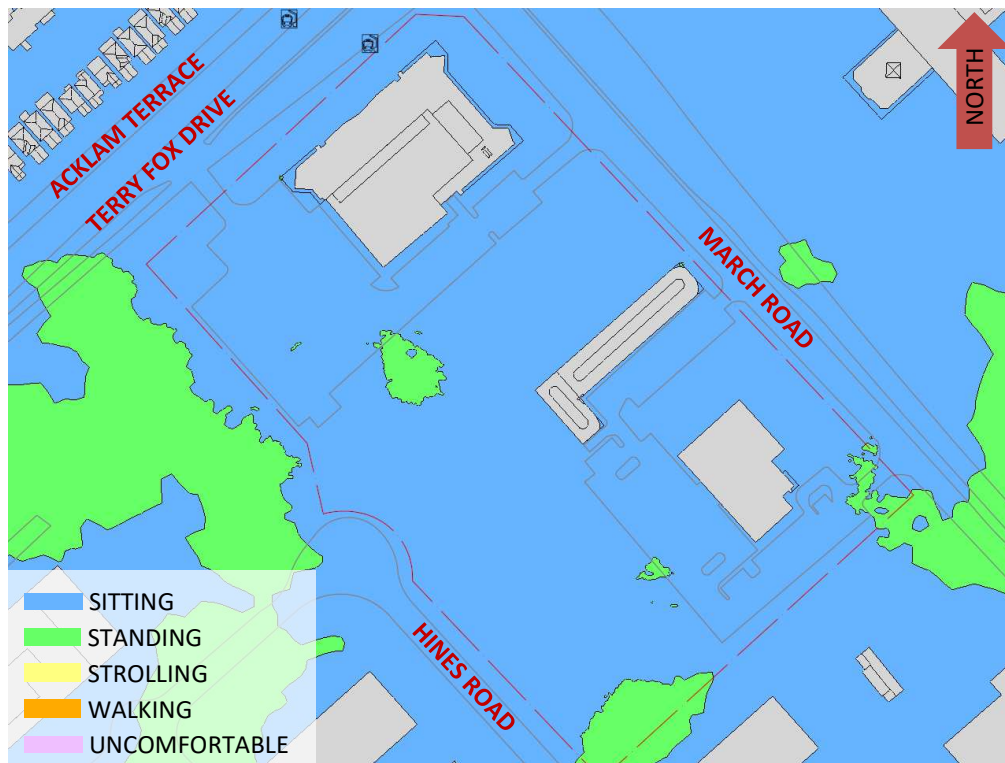 NORTH
ACKLAM TERRACE
TERRY FOX DRIVE
MARCH ROAD
HINES ROAD
SITTING
STANDING
STROLLING
WALKING
UNCOMFORTABLE